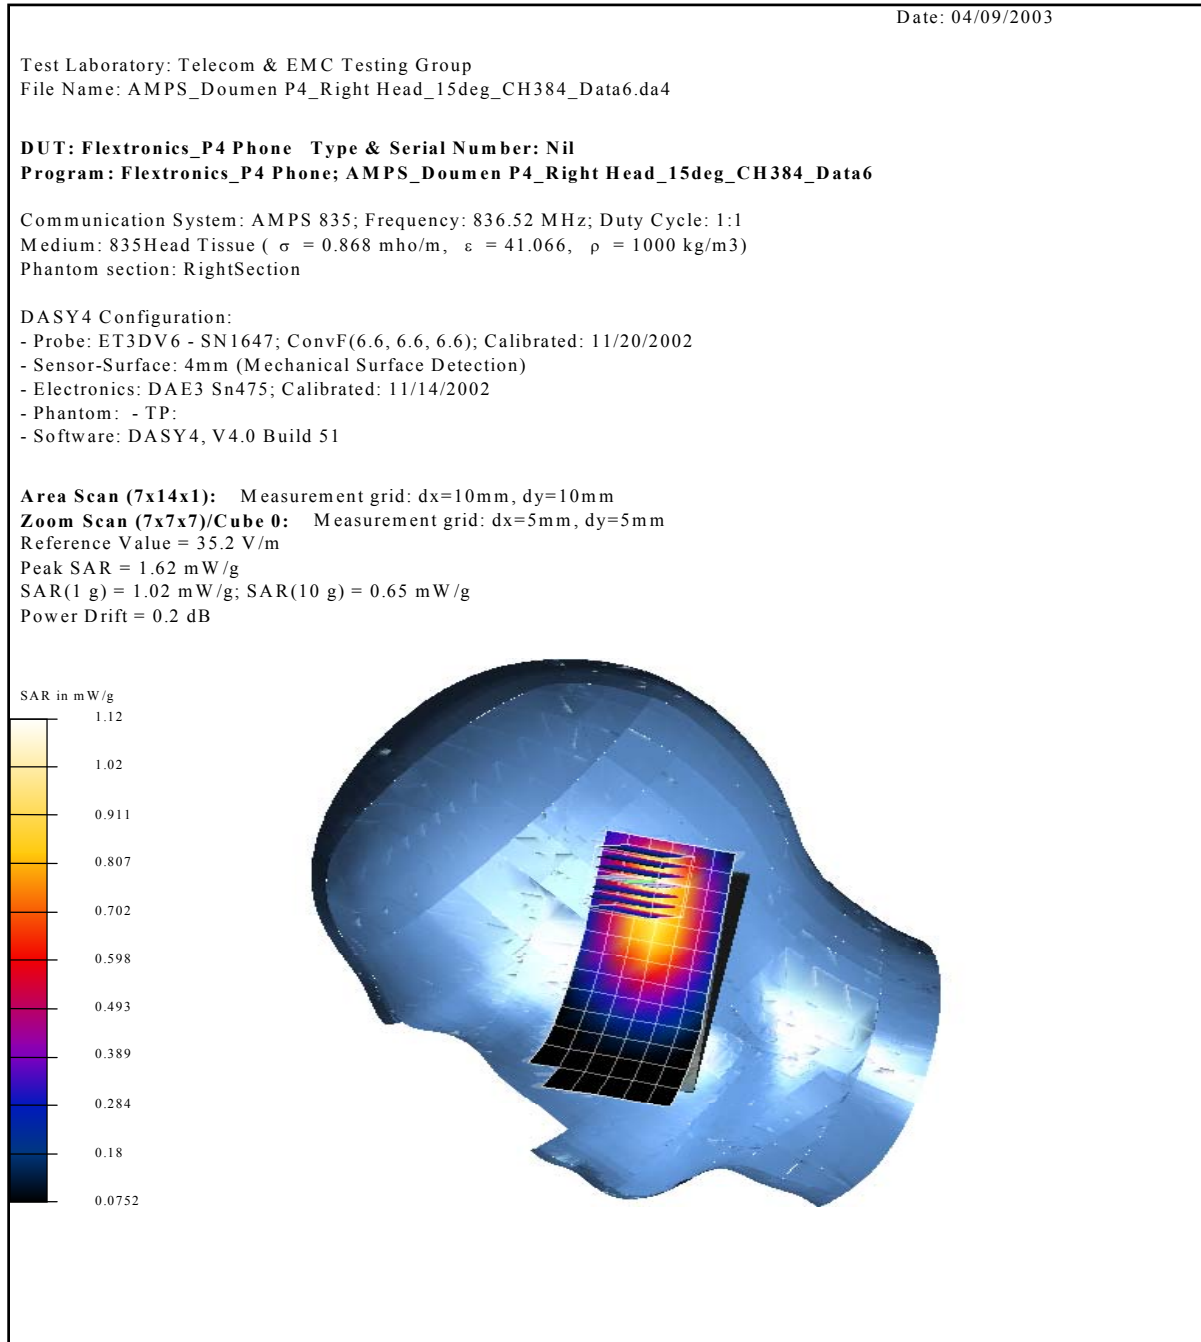 Date: 04/09/2003
Test Laboratory: Telecom & EMC Testing Group
File Name: AMPS_Doumen P4_Right Head_15deg_CH384_Data6.da4
DUT: Flextronics_P4 Phone Type & Serial Number: Nil
Program: Flextronics_P4 Phone; AMPS_Doumen P4_Right Head_15deg_CH384_Data6
Communication System: AMPS 835; Frequency: 836.52 MHz; Duty Cycle: 1:1
Medium: 835Head Tissue ( σ = 0.868 mho/m, ε = 41.066, ρ = 1000 kg/m3)
Phantom section: RightSection
DASY4 Configuration:
- Probe: ET3DV6 - SN1647; ConvF(6.6, 6.6, 6.6); Calibrated: 11/20/2002
- Sensor-Surface: 4mm (Mechanical Surface Detection)
- Electronics: DAE3 Sn475; Calibrated: 11/14/2002
- Phantom: - TP:
- Software: DASY4, V4.0 Build 51
Area Scan (7x14x1): Measurement grid: dx=10mm, dy=10mm
Zoom Scan (7x7x7)/Cube 0: Measurement grid: dx=5mm, dy=5mm
Reference Value = 35.2 V/m
Peak SAR = 1.62 mW/g
SAR(1 g) = 1.02 mW/g; SAR(10 g) = 0.65 mW/g
Power Drift = 0.2 dB
SAR in mW/g
1.12
1.02
0.911
0.807
0.702
0.598
0.493
0.389
0.284
0.18
0.0752